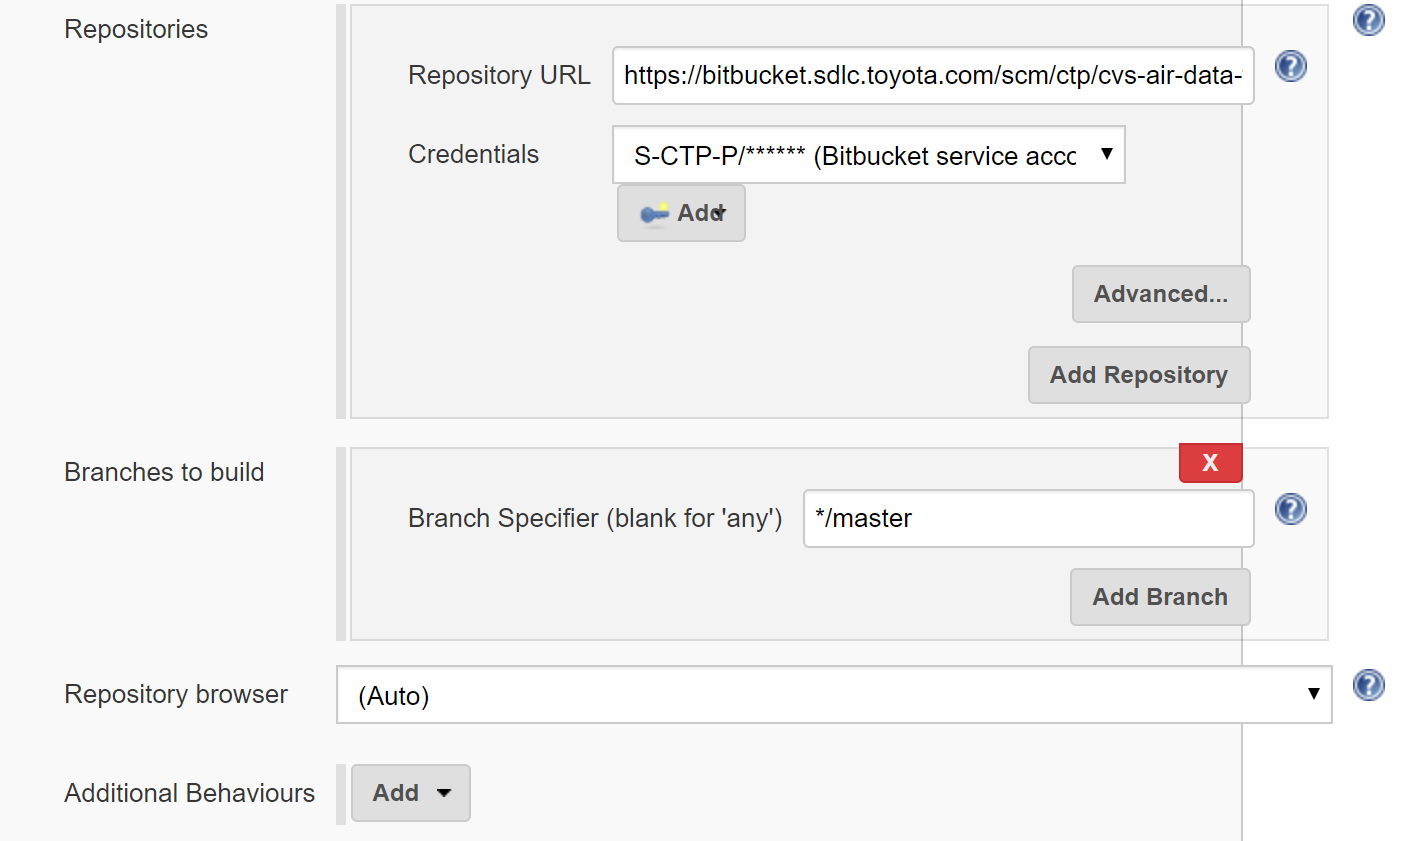 Repositories
Repository URL https://bitbucket.sdlc.toyota.com/scm/ctp/cvs-air-data-
Credentials S-CTP-P/****** (Bitbucket service acc
Add
Advanced...
Add Repository
Branches to build
X
Branch Specifier (blank for 'any') */master
Add Branch
Repository browser (Auto)
Additional Behaviours Add